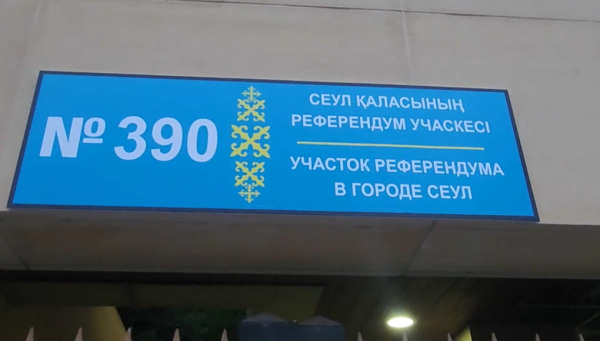 № 390
СЕУЛ ҚАЛАСЫНЫҢ
РЕФЕРЕНДУМ УЧАСКЕСІ
УЧАСТОК РЕФЕРЕНДУМА
В ГОРОДЕ СЕУЛ